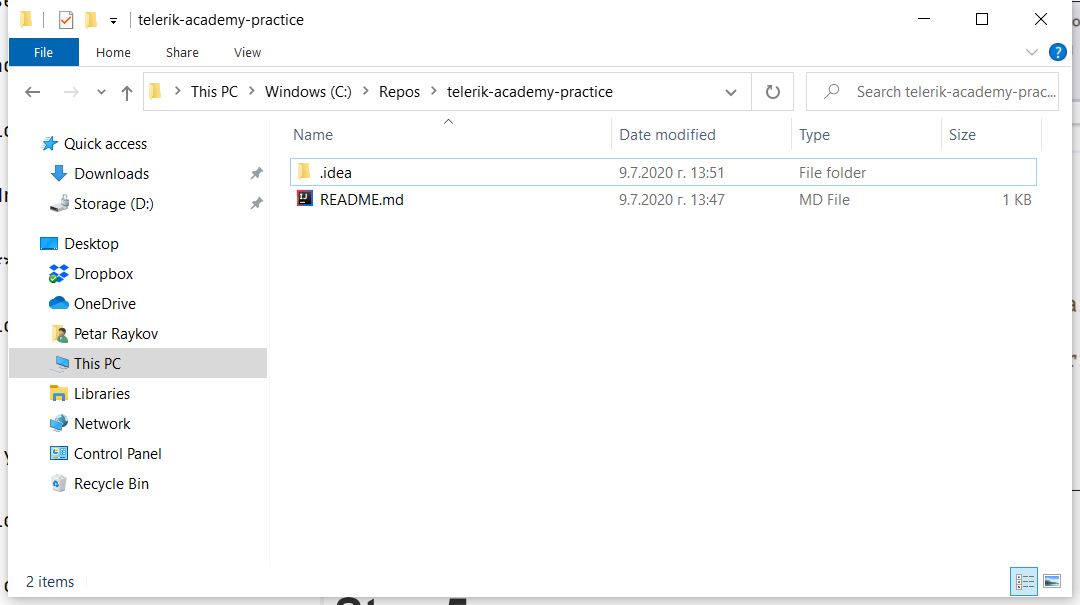 telerik-academy-practice
File Home Share View
This PC Windows (C:) Repos telerik-academy-practice
Search telerik-academy-prac...
Name Date modified Type Size
.idea 9.7.2020 г. 13:51 File folder
README.md 9.7.2020 г. 13:47 MD File 1 KB
Quick access
Downloads
Storage (D:)
Desktop
Dropbox
OneDrive
Petar Raykov
This PC
Libraries
Network
Control Panel
Recycle Bin
2 items